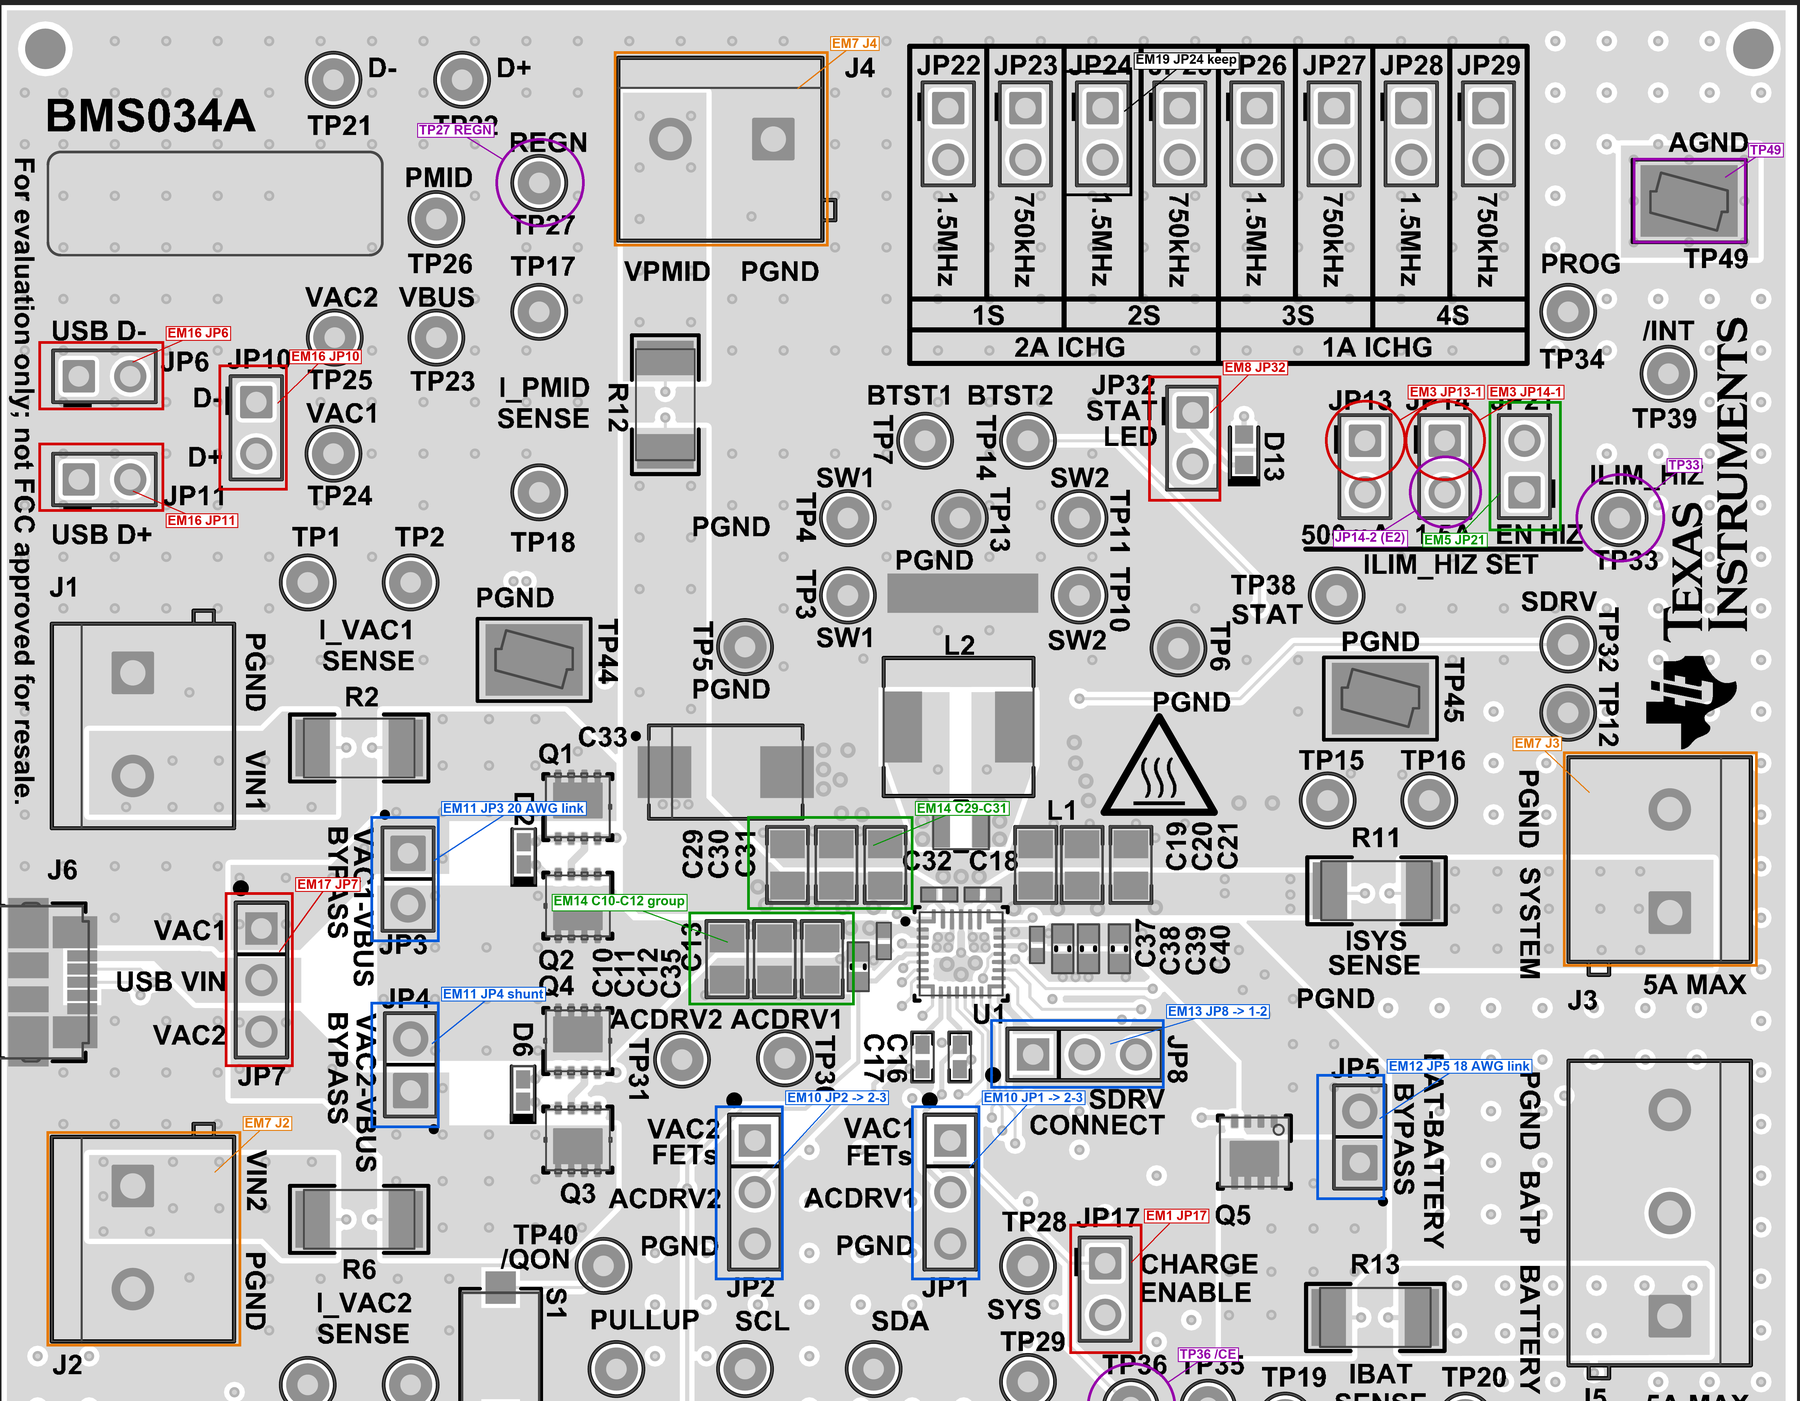 D-
TP21
D+
TP22
EM7 J4
J4
BMS034A
TP27 REGN
REGN
TP27
PMID
TP26
TP17
VPMID
PGND
For evaluation only; not FCC approved for resale.
JP22
JP23
JP24
EM19 JP24 keep
JP26
JP27
JP28
JP29
1.5MHz
750kHz
1.5MHz
750kHz
1.5MHz
750kHz
1.5MHz
750kHz
1S
2S
3S
4S
2A ICHG
1A ICHG
AGND
TP49
TP49
PROG
TP34
/INT
TP39
TEXAS
INSTRUMENTS
VAC2
VBUS
TP25
TP23
USB D-
EM16 JP6
JP6
JP10
EM16 JP10
D-
D+
VAC1
TP24
JP11
EM16 JP11
USB D+
I_PMID
SENSE
R12
TP18
BTST1
BTST2
TP7
TP14
JP32
STAT
LED
EM8 JP32
D13
JP13
EM3 JP13-1
JP14
EM3 JP14-1
JP21
JP14-2 (E2)
EM5 JP21
EN HIZ
ILIM_HIZ SET
TP33
ILIM_HIZ
TP33
SW1
TP4
PGND
TP13
PGND
SW2
TP11
TP3
SW1
TP10
SW2
TP38
STAT
SDRV
TP32
TP12
TP1
TP2
J1
PGND
VIN1
I_VAC1
SENSE
R2
PGND
TP44
TP5
PGND
L2
TP6
PGND
PGND
TP45
TP15
TP16
EM7 J3
PGND
SYSTEM
J3
5A MAX
C33
Q1
D2
EM11 JP3 20 AWG link
VAC1-VBUS
BYPASS
JP3
EM14 C29-C31
C29
C30
C31
C32
C18
L1
C19
C20
C21
R11
ISYS
SENSE
PGND
J6
EM17 JP7
VAC1
USB VIN
VAC2
JP7
EM14 C10-C12 group
Q2
Q4
C10
C11
C12
C35
C13
C37
C38
C39
C40
U1
JP4
EM11 JP4 shunt
VAC2-VBUS
BYPASS
D6
ACDRV2
TP31
ACDRV1
TP30
C17
C16
EM13 JP8 -> 1-2
JP8
SDRV
CONNECT
JP5
EM12 JP5 18 AWG link
BAT-BATTERY
BYPASS
PGND
BATP
BATTERY
EM7 J2
VIN2
PGND
J2
Q3
R6
I_VAC2
SENSE
TP40
/QON
S1
EM10 JP2 -> 2-3
VAC2
FETs
ACDRV2
PGND
JP2
EM10 JP1 -> 2-3
VAC1
FETs
ACDRV1
PGND
JP1
TP28
SYS
TP29
JP17
EM1 JP17
CHARGE
ENABLE
Q5
R13
IBAT
SENSE
PULLUP
SCL
SDA
TP36
TP36 /CE
TP35
TP19
TP20
J5
5A MAX